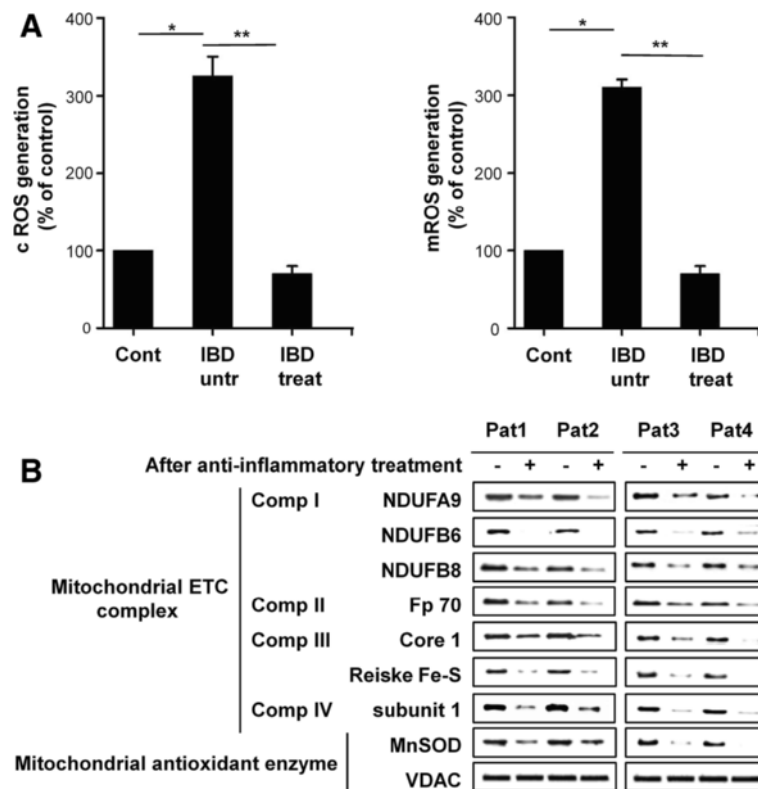 A
400
300
200
100
0
c ROS generation
(% of control)
*
**
Cont
IBD
untr
IBD
treat
400
300
200
100
0
mROS generation
(% of control)
*
**
Cont
IBD
untr
IBD
treat
B
Pat1 Pat2 Pat3 Pat4
After anti-inflammatory treatment - + - + - + - +
Mitochondrial ETC
complex
Comp I NDUFA9
NDUFB6
NDUFB8
Comp II Fp 70
Comp III Core 1
Reiske Fe-S
Comp IV subunit 1
Mitochondrial antioxidant enzyme MnSOD
VDAC